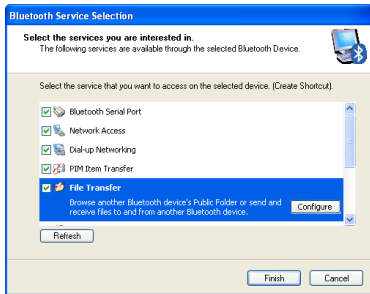 Bluetooth Service Selection
Select the services you are interested in.
The following services are available through the selected Bluetooth Device.
Select the service that you want to access on the selected device. (Create Shortcut).
Bluetooth Serial Port
Network Access
Dial-up Networking
PIM Item Transfer
File Transfer
Browse another Bluetooth device's Public Folder or send and
receive files to and from another Bluetooth device.
Configure
Refresh
Finish
Cancel